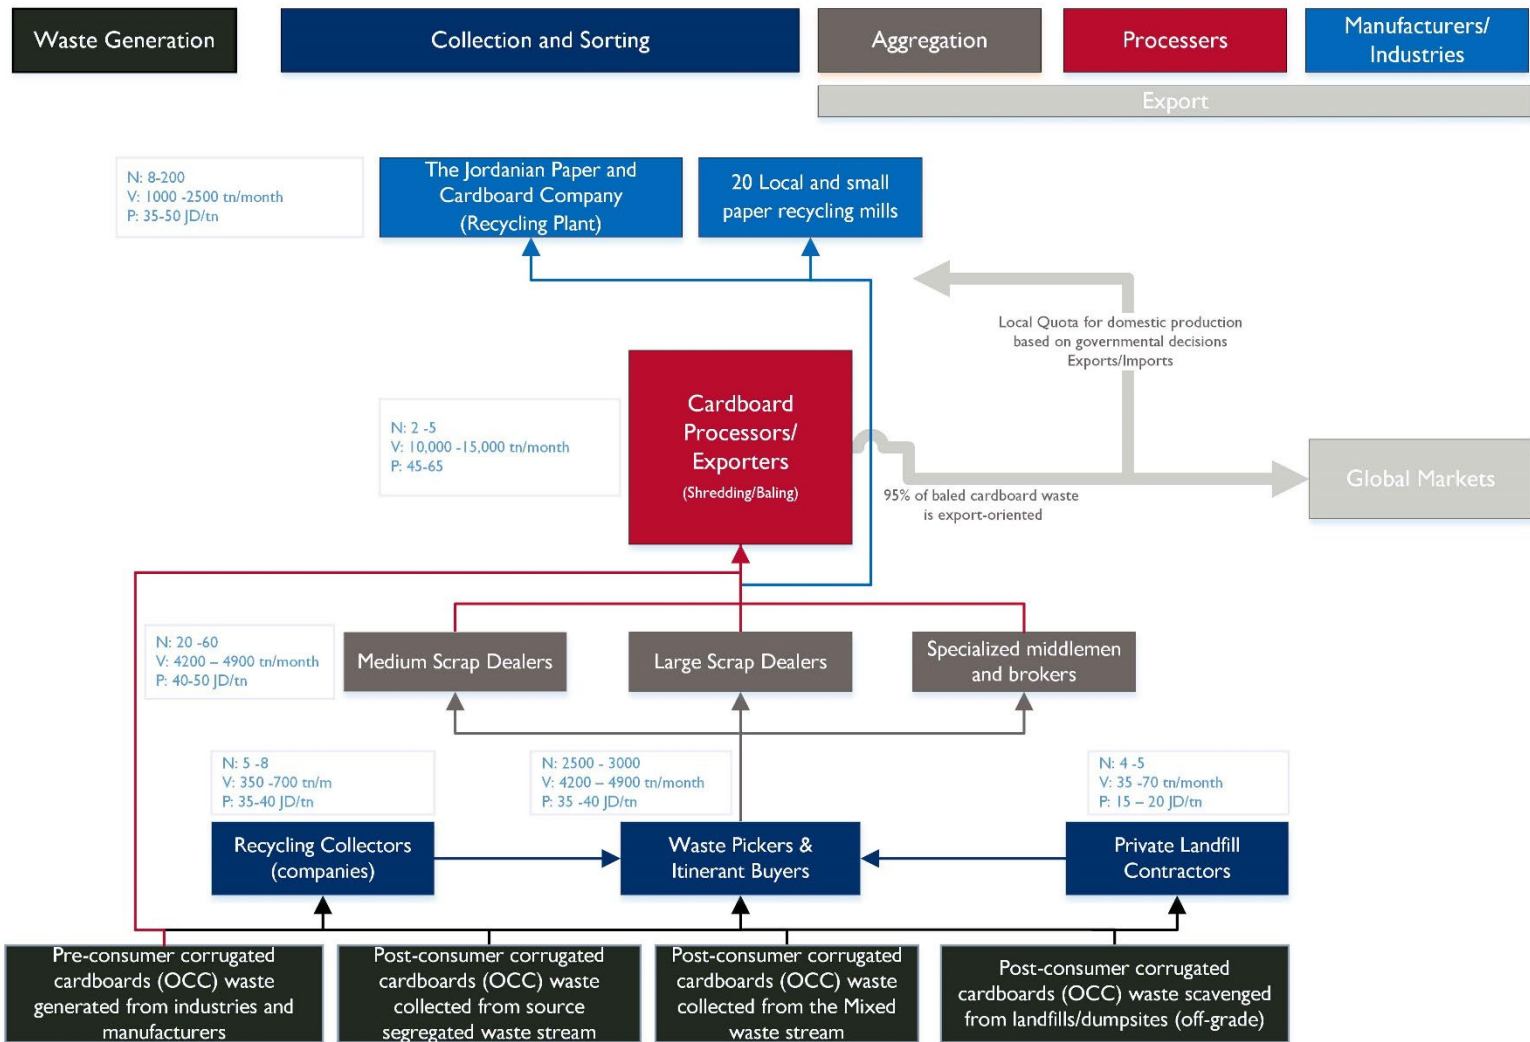 Waste Generation
Collection and Sorting
Aggregation
Processers
Manufacturers/
Industries
Export
N: 8-200
V: 1000 -2500 tn/month
P: 35-50 JD/tn
The Jordanian Paper and
Cardboard Company
(Recycling Plant)
20 Local and small
paper recycling mills
Local Quota for domestic production
based on governmental decisions
Exports/Imports
N: 2 -5
V: 10,000 -15,000 tn/month
P: 45-65
Cardboard
Processors/
Exporters
(Shredding/Baling)
95% of baled cardboard waste
is export-oriented
Global Markets
N: 20 -60
V: 4200 – 4900 tn/month
P: 40-50 JD/tn
Medium Scrap Dealers
Large Scrap Dealers
Specialized middlemen
and brokers
N: 5 -8
V: 350 -700 tn/m
P: 35-40 JD/tn
N: 2500 - 3000
V: 4200 – 4900 tn/month
P: 35 -40 JD/tn
N: 4 -5
V: 35 -70 tn/month
P: 15 – 20 JD/tn
Recycling Collectors
(companies)
Waste Pickers &
Itinerant Buyers
Private Landfill
Contractors
Pre-consumer corrugated
cardboards (OCC) waste
generated from industries and
manufacturers
Post-consumer corrugated
cardboards (OCC) waste
collected from source
segregated waste stream
Post-consumer corrugated
cardboards (OCC) waste
collected from the Mixed
waste stream
Post-consumer corrugated
cardboards (OCC) waste scavenged
from landfills/dumpsites (off-grade)